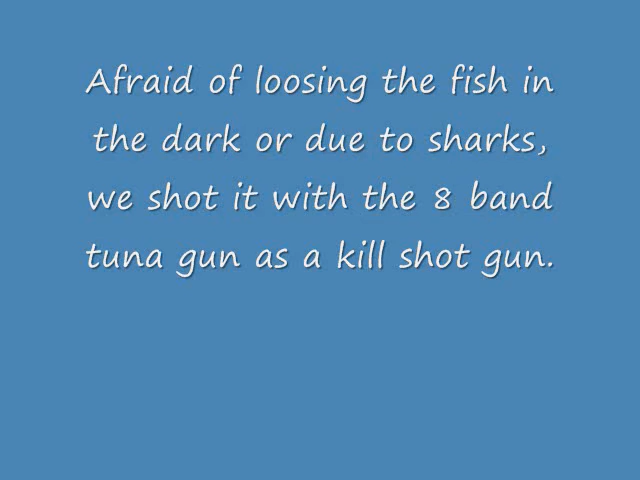 Afraid of loosing the fish in
the dark or due to sharks,
we shot it with the 8 band
tuna gun as a kill shot gun.